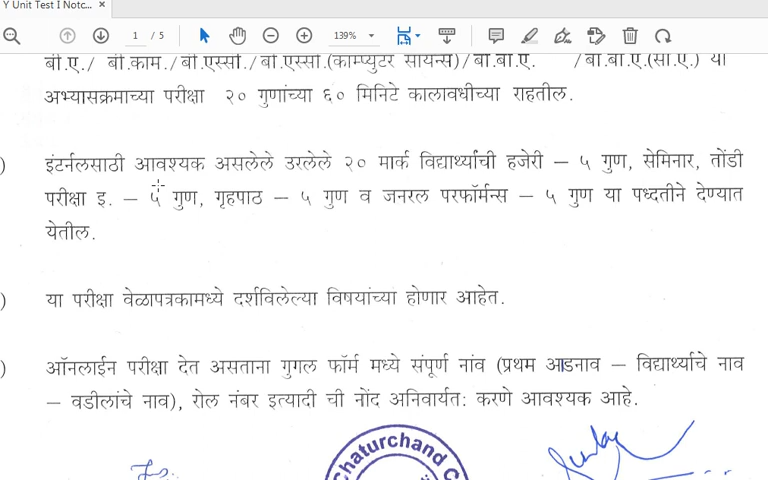 Y Unit Test I Notc...
1 / 5
139%
बी.ए./ बी.कॉम./बी.एस्सी./बी.एस्सी.(कॉम्प्युटर सायन्स)/बी.बी.ए. /बी.बी.ए.(सी.ए.) या
अभ्यासक्रमाच्या परीक्षा २० गुणांच्या ६० मिनिटे कालावधीच्या राहतील.
) इंटर्नलसाठी आवश्यक असलेले उरलेले २० मार्क विद्यार्थ्यांची हजेरी – ५ गुण, सेमिनार, तोंडी
परीक्षा इ. – ५ गुण, गृहपाठ – ५ गुण व जनरल परफॉर्मन्स – ५ गुण या पध्दतीने देण्यात
येतील.
) या परीक्षा वेळापत्रकामध्ये दर्शविलेल्या विषयांच्या होणार आहेत.
) ऑनलाईन परीक्षा देत असताना गुगल फॉर्म मध्ये संपूर्ण नांव (प्रथम आडनाव – विद्यार्थ्याचे नाव
– वडीलांचे नाव), रोल नंबर इत्यादी ची नोंद अनिवार्यत: करणे आवश्यक आहे.
Chaturchand C